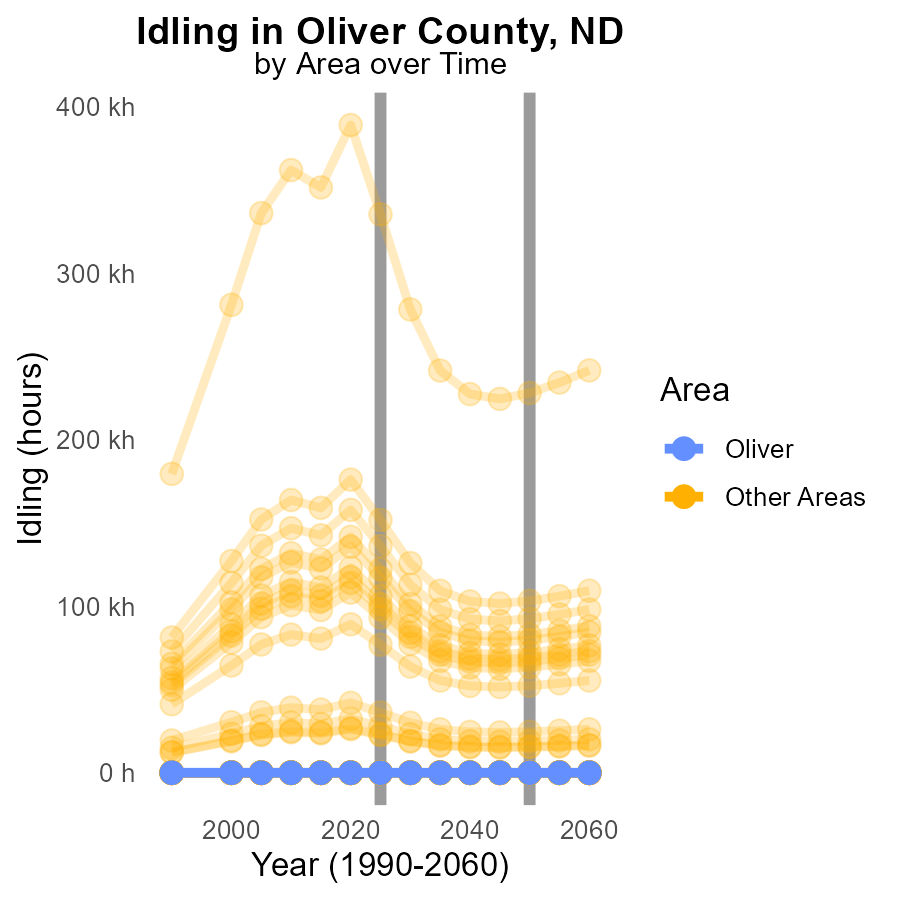 Idling in Oliver County, ND
by Area over Time
400 kh
300 kh
200 kh
100 kh
0 h
Idling (hours)
2000
2020
2040
2060
Year (1990-2060)
Area
Oliver
Other Areas